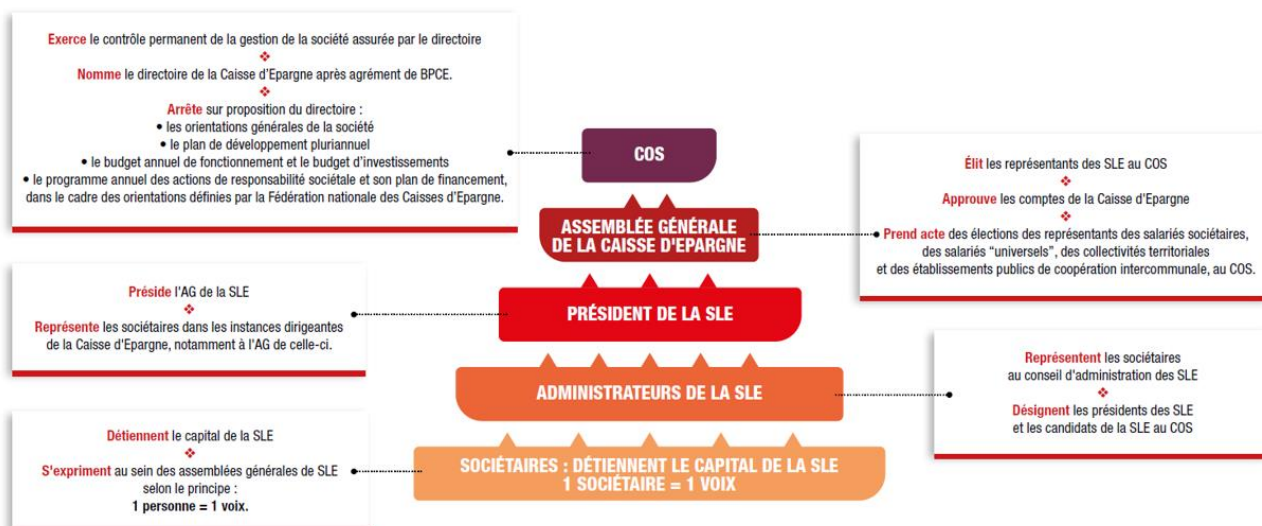 Exerce le contrôle permanent de la gestion de la société assurée par le directoire
Nomme le directoire de la Caisse d'Epargne après agrément de BPCE.
Arrête sur proposition du directoire :
• les orientations générales de la société
• le plan de développement pluriannuel
• le budget annuel de fonctionnement et le budget d'investissements
• le programme annuel des actions de responsabilité sociétale et son plan de financement,
dans le cadre des orientations définies par la Fédération nationale des Caisses d'Epargne.
COS
Élit les représentants des SLE au COS
Approuve les comptes de la Caisse d'Epargne
Prend acte des élections des représentants des salariés sociétaires,
des salariés “universels”, des collectivités territoriales
et des établissements publics de coopération intercommunale, au COS.
ASSEMBLÉE GÉNÉRALE
DE LA CAISSE D'EPARGNE
Préside l'AG de la SLE
Représente les sociétaires dans les instances dirigeantes
de la Caisse d'Epargne, notamment à l'AG de celle-ci.
PRÉSIDENT DE LA SLE
Représentent les sociétaires
au conseil d'administration des SLE
Désignent les présidents des SLE
et les candidats de la SLE au COS
ADMINISTRATEURS DE LA SLE
Détiennent le capital de la SLE
S'expriment au sein des assemblées générales de SLE
selon le principe :
1 personne = 1 voix.
SOCIÉTAIRES : DÉTIENNENT LE CAPITAL DE LA SLE
1 SOCIÉTAIRE = 1 VOIX